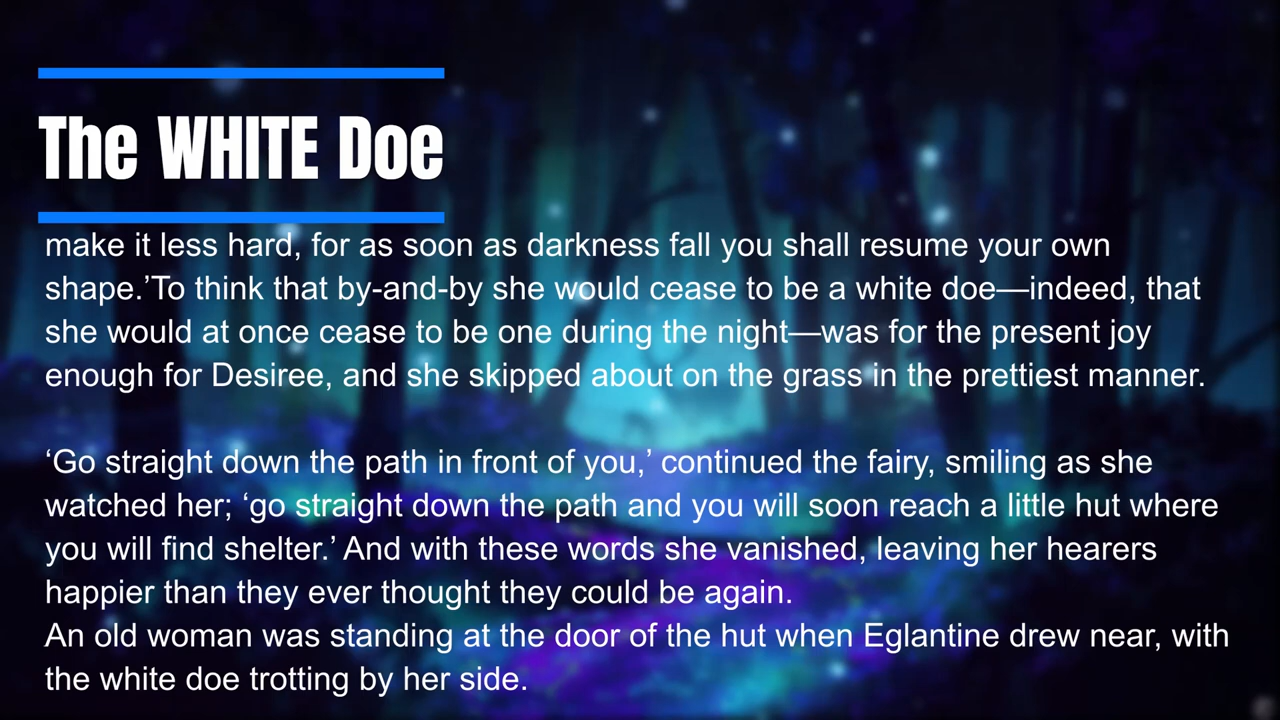 The WHITE Doe
make it less hard, for as soon as darkness fall you shall resume your own
shape.’To think that by-and-by she would cease to be a white doe—indeed, that
she would at once cease to be one during the night—was for the present joy
enough for Desiree, and she skipped about on the grass in the prettiest manner.
‘Go straight down the path in front of you,’ continued the fairy, smiling as she
watched her; ‘go straight down the path and you will soon reach a little hut where
you will find shelter.’ And with these words she vanished, leaving her hearers
happier than they ever thought they could be again.
An old woman was standing at the door of the hut when Eglantine drew near, with
the white doe trotting by her side.